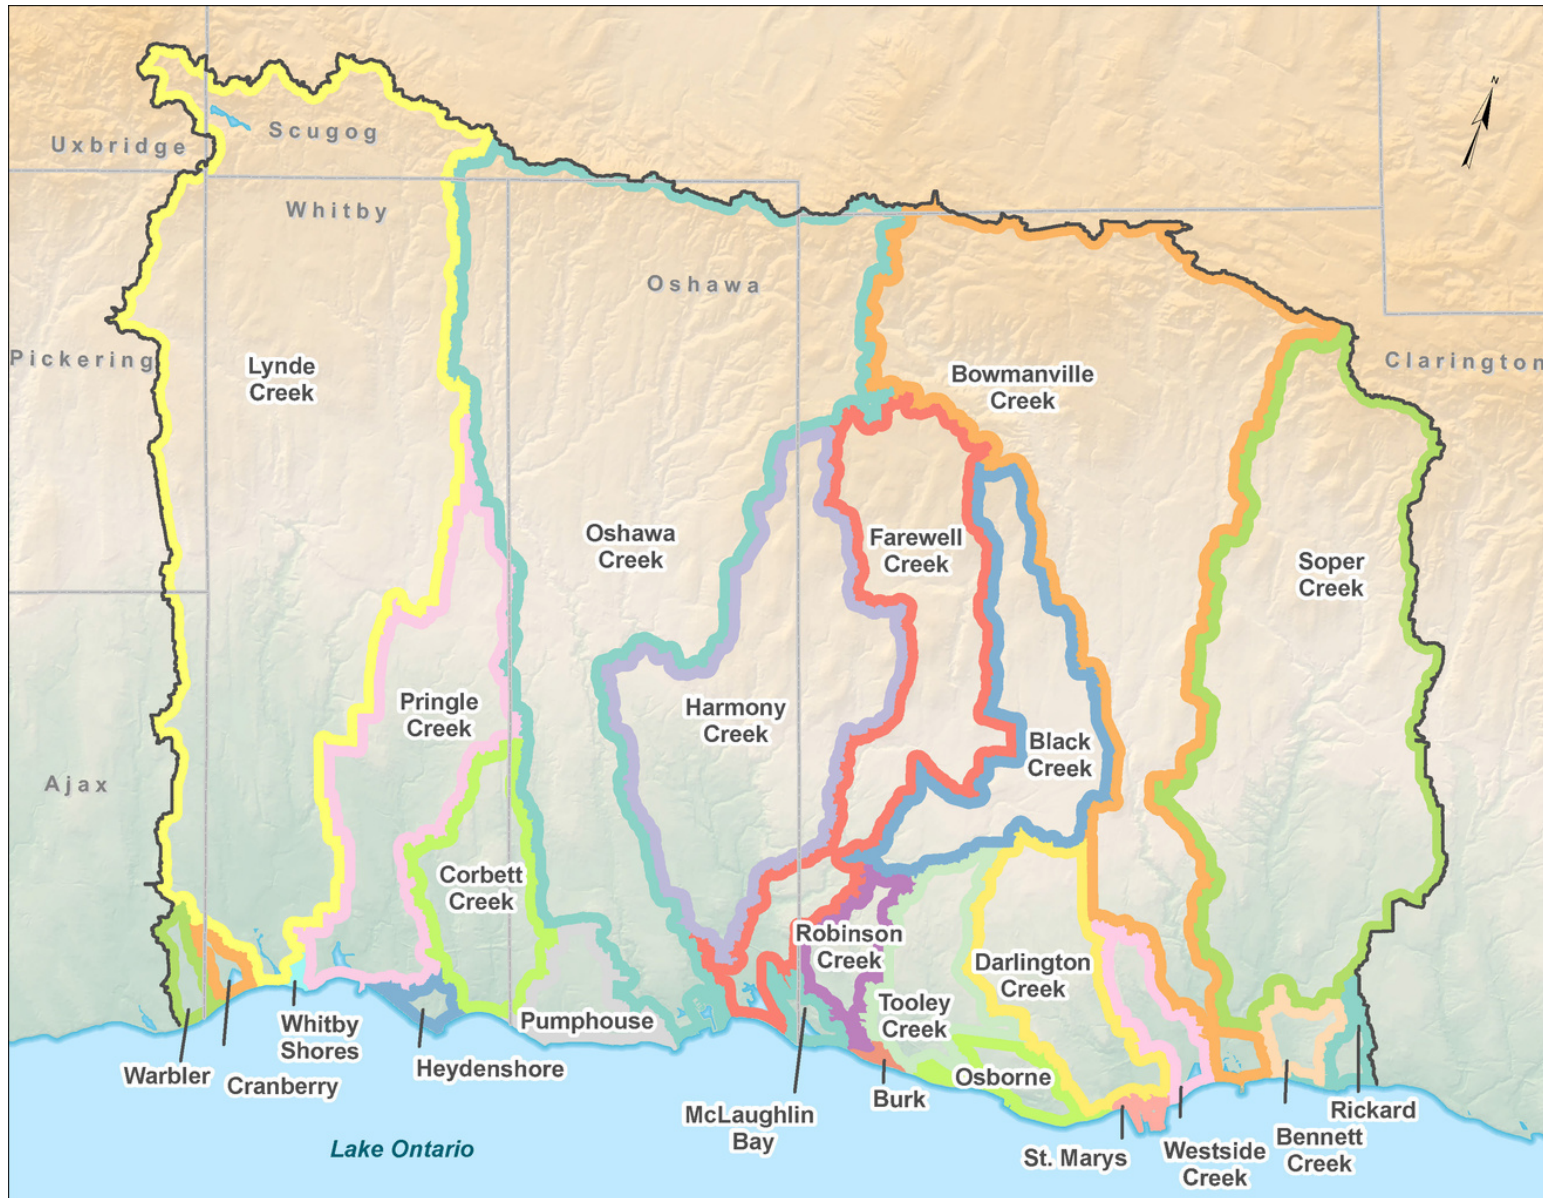 N
Scugog
Uxbridge
Whitby
Oshawa
Pickering
Clarington
Lynde
Creek
Bowmanville
Creek
Oshawa
Creek
Farewell
Creek
Soper
Creek
Pringle
Creek
Harmony
Creek
Black
Creek
Ajax
Corbett
Creek
Robinson
Creek
Darlington
Creek
Tooley
Creek
Whitby
Shores
Pumphouse
Warbler
Cranberry
Heydenshore
Osborne
Burk
McLaughlin
Bay
Rickard
Lake Ontario
St. Marys
Westside
Creek
Bennett
Creek